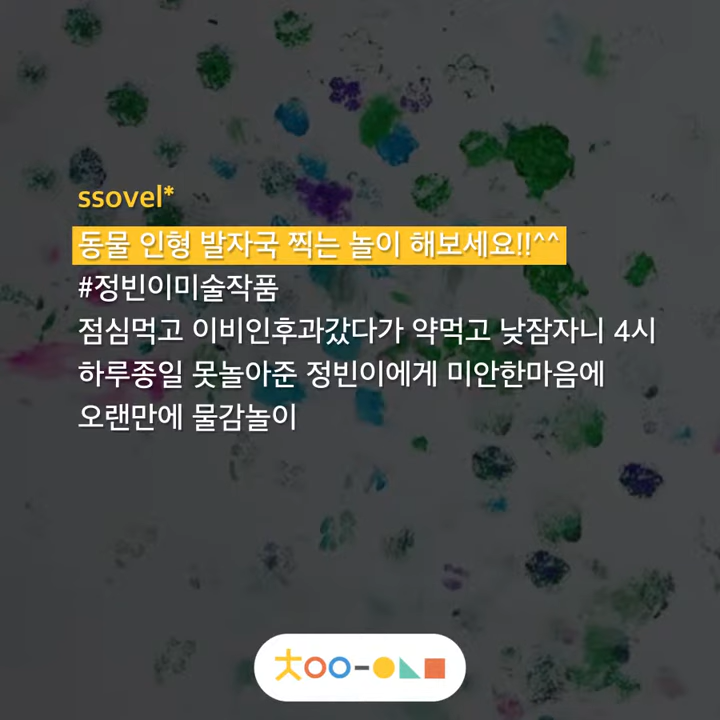 ssovel*
동물 인형 발자국 찍는 놀이 해보세요!!^^
#정빈이미술작품
점심먹고 이비인후과갔다가 약먹고 낮잠자니 4시
하루종일 못놀아준 정빈이에게 미안한마음에
오랜만에 물감놀이